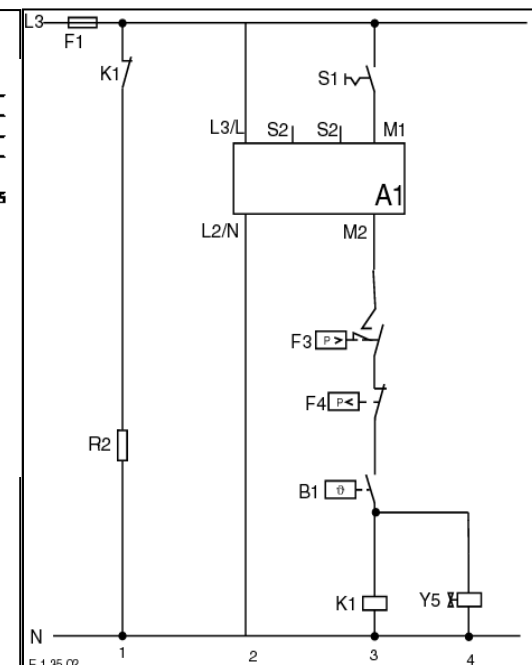 L3
F1
K1
S1
L3/L S2 S2 M1
A1
L2/N M2
F3 P >
F4 P<
R2
B1 ϑ
K1 Y5
N
1 2 3 4